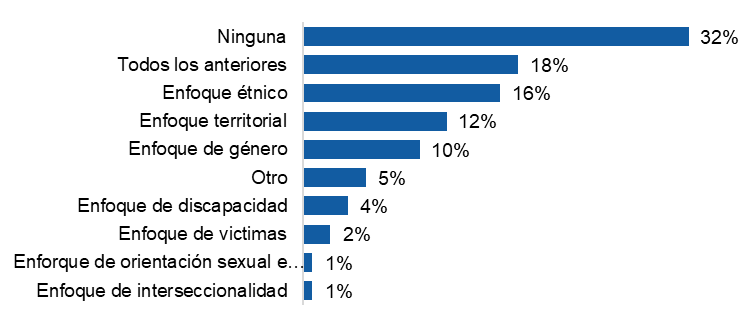 Ninguna 32%
Todos los anteriores 18%
Enfoque étnico 16%
Enfoque territorial 12%
Enfoque de género 10%
Otro 5%
Enfoque de discapacidad 4%
Enfoque de victimas 2%
Enforque de orientación sexual e… 1%
Enfoque de interseccionalidad 1%